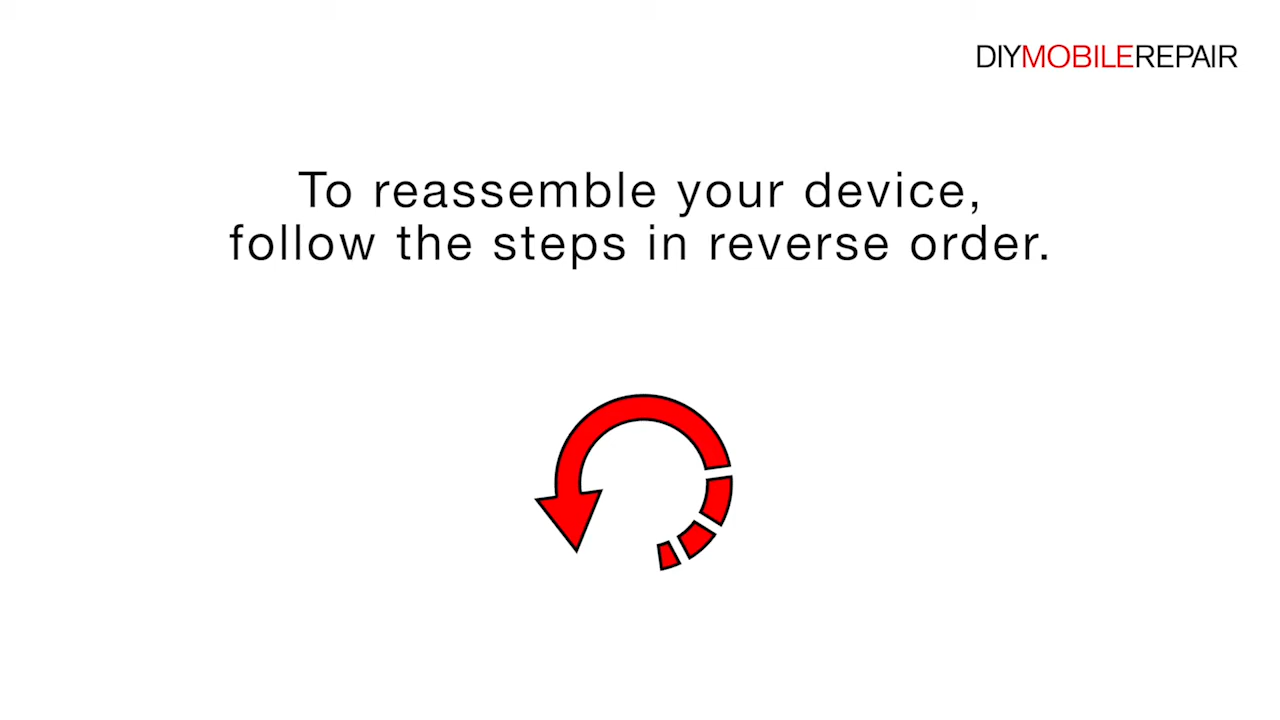 DIYMOBILEREPAIR
To reassemble your device,
follow the steps in reverse order.